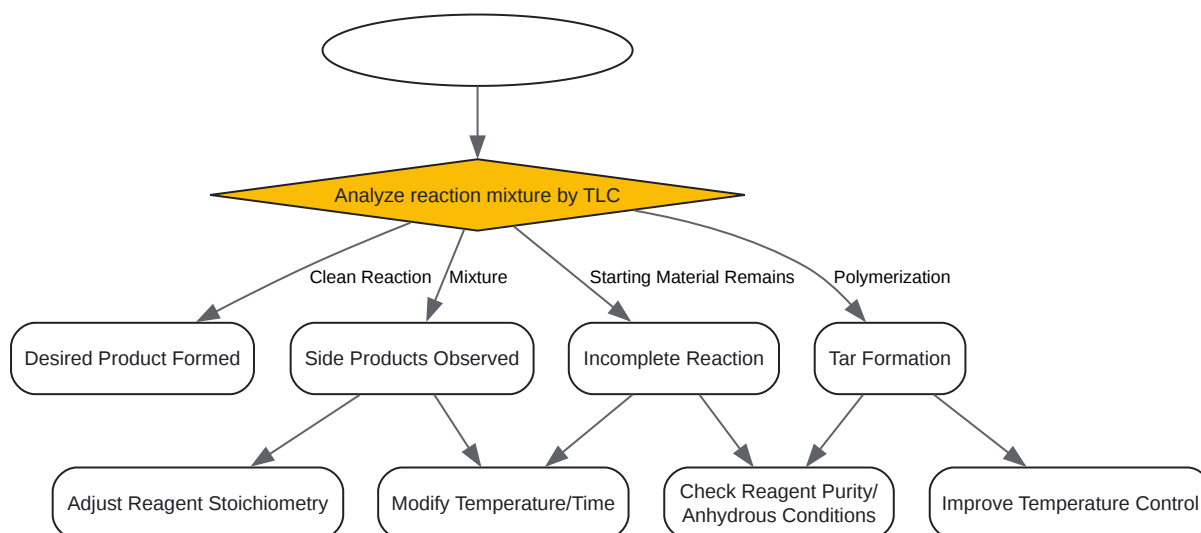 Analyze reaction mixture by TLC
Clean Reaction
Mixture
Starting Material Remains
Polymerization
Desired Product Formed
Side Products Observed
Incomplete Reaction
Tar Formation
Adjust Reagent Stoichiometry
Modify Temperature/Time
Check Reagent Purity/
Anhydrous Conditions
Improve Temperature Control